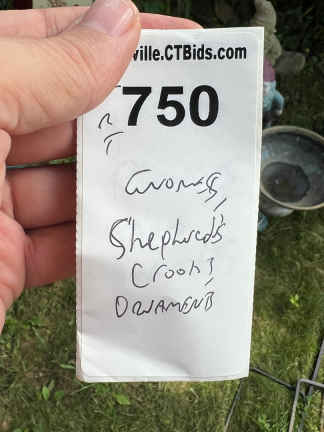 ville.CTBids.com
750
Gnomes,
Shepherds
Crook,
Ornaments